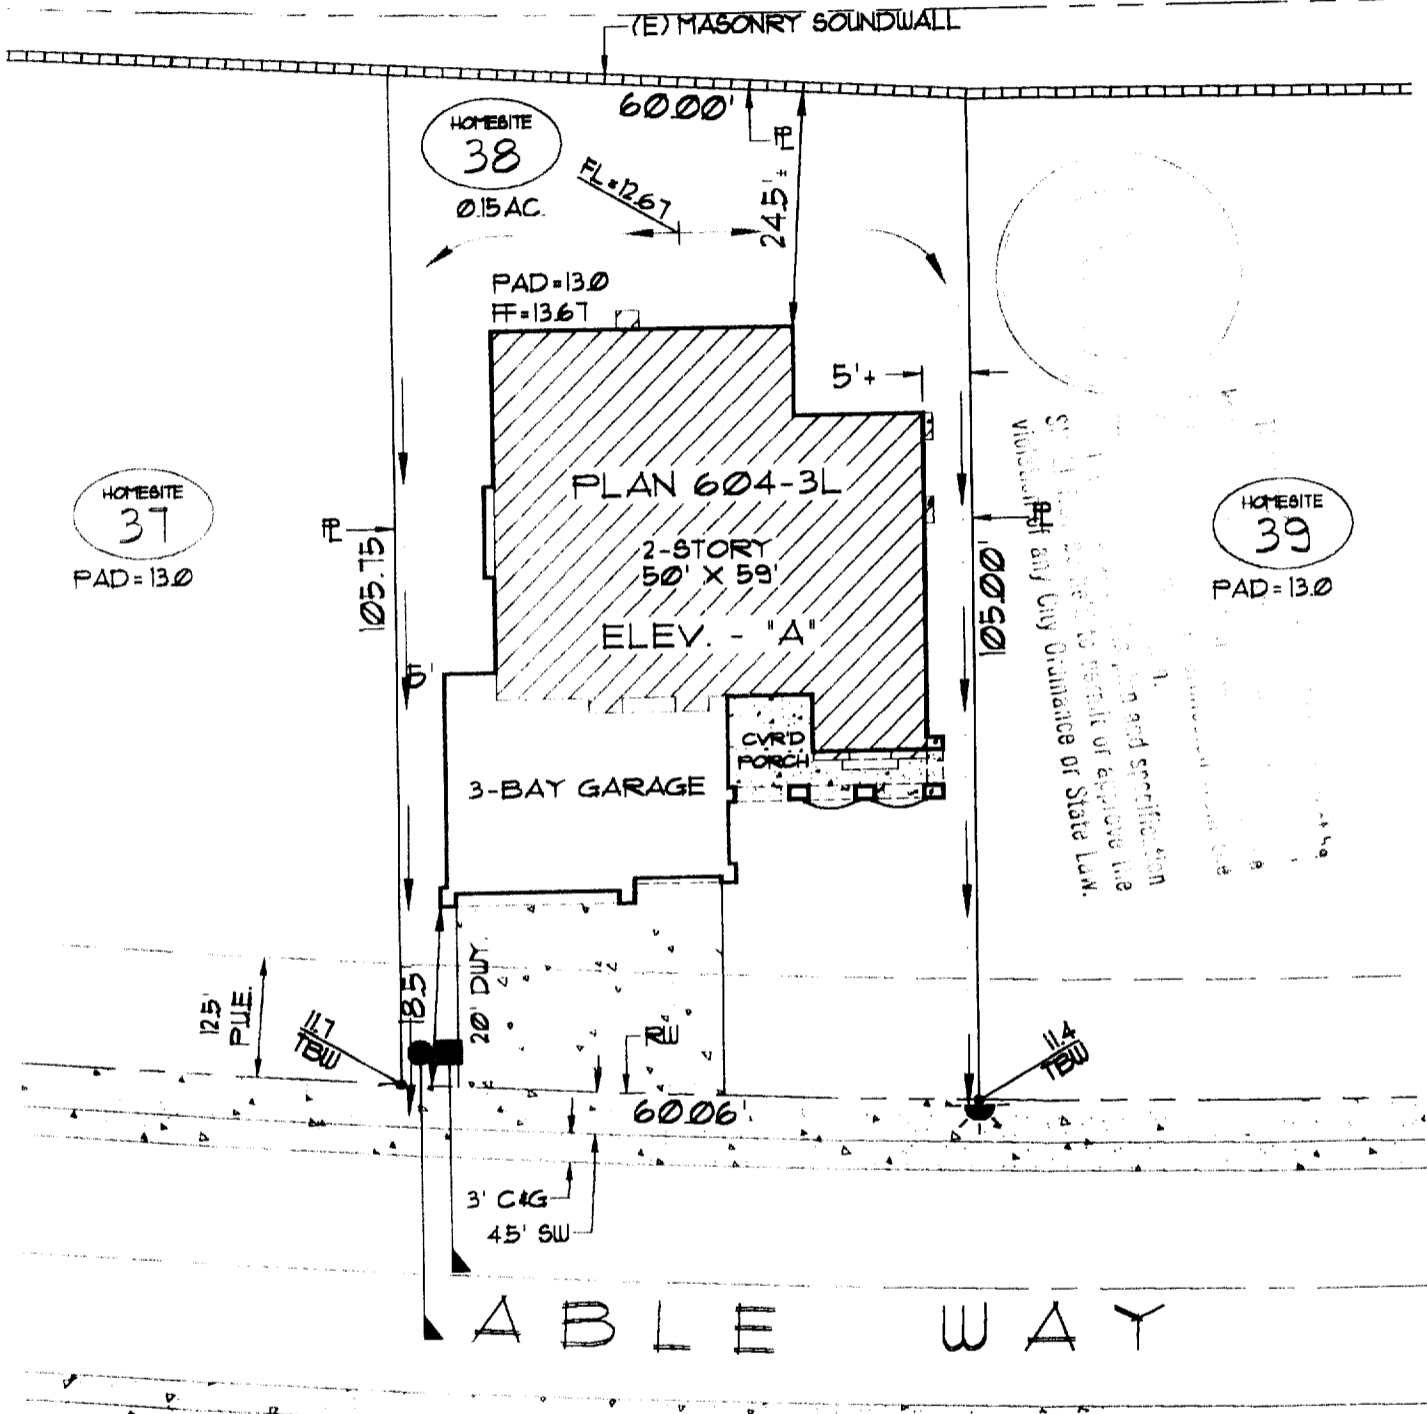 (E) MASONRY SOUNDWALL
60.00'
PL
HOMESITE
38
0.15 AC.
FL=12.67
24.5'±
PAD=13.0
FF=13.67
5'+
PLAN 604-3L
2-STORY
50' X 59'
ELEV. - "A"
HOMESITE
37
PAD=13.0
PL
105.75
105.00'
HOMESITE
39
PAD=13.0
5'
CVR'D
PORCH
3-BAY GARAGE
violation of any City Ordinance or State Law.
12.5'
P.U.E.
11.7
TBW
18.5'
20' DWY.
R/W
11.4
TBW
60.06'
3' C&G
4.5' SW
ABLE WAY